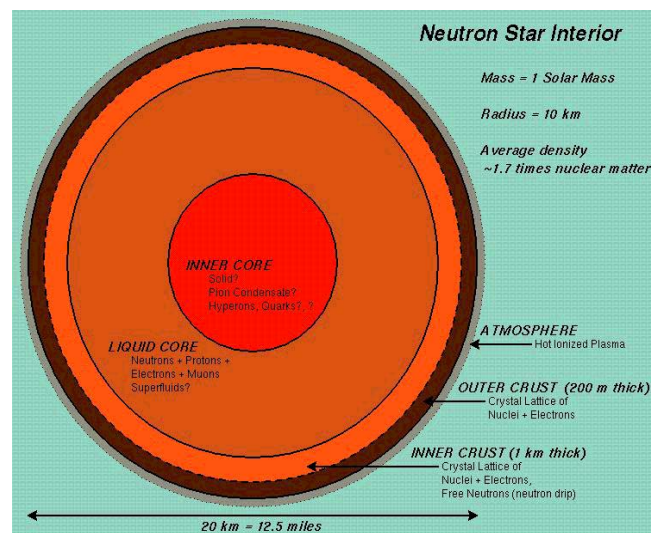 Neutron Star Interior
Mass = 1 Solar Mass
Radius = 10 km
Average density
~1.7 times nuclear matter
INNER CORE
Solid?
Pion Condensate?
Hyperons, Quarks?, ?
LIQUID CORE
Neutrons + Protons +
Electrons + Muons
Superfluids?
ATMOSPHERE
Hot Ionized Plasma
OUTER CRUST (200 m thick)
Crystal Lattice of
Nuclei + Electrons
INNER CRUST (1 km thick)
Crystal Lattice of
Nuclei + Electrons,
Free Neutrons (neutron drip)
20 km = 12.5 miles